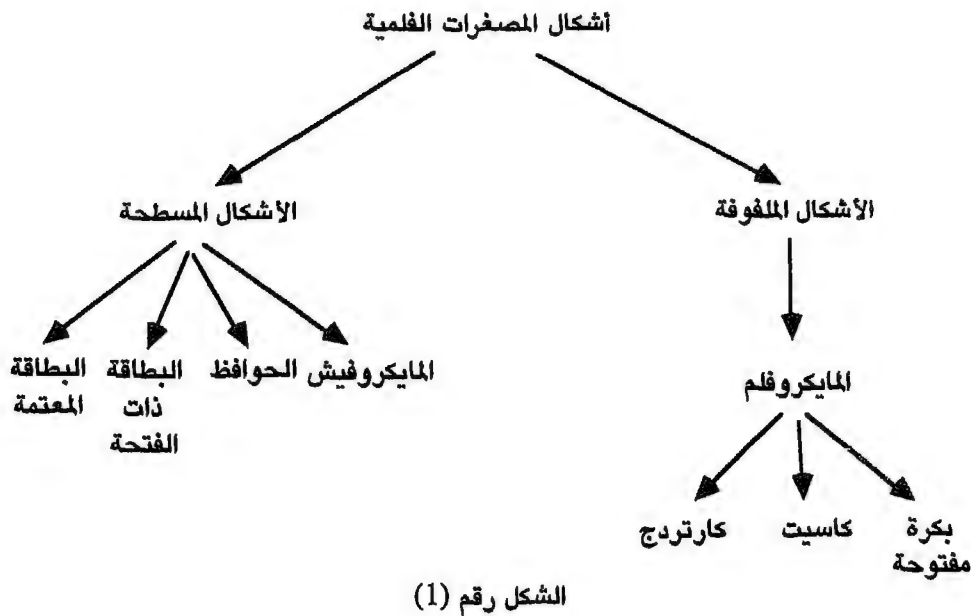 أشكال المصغرات الفلمية
الأشكال الملفوفة
الأشكال المسطحة
المايكروفلم
بكرة
مفتوحة
كاسيت
كارتردج
المايكروفيش
الحوافظ
البطاقة
ذات
الفتحة
البطاقة
المعتمة
الشكل رقم (1)